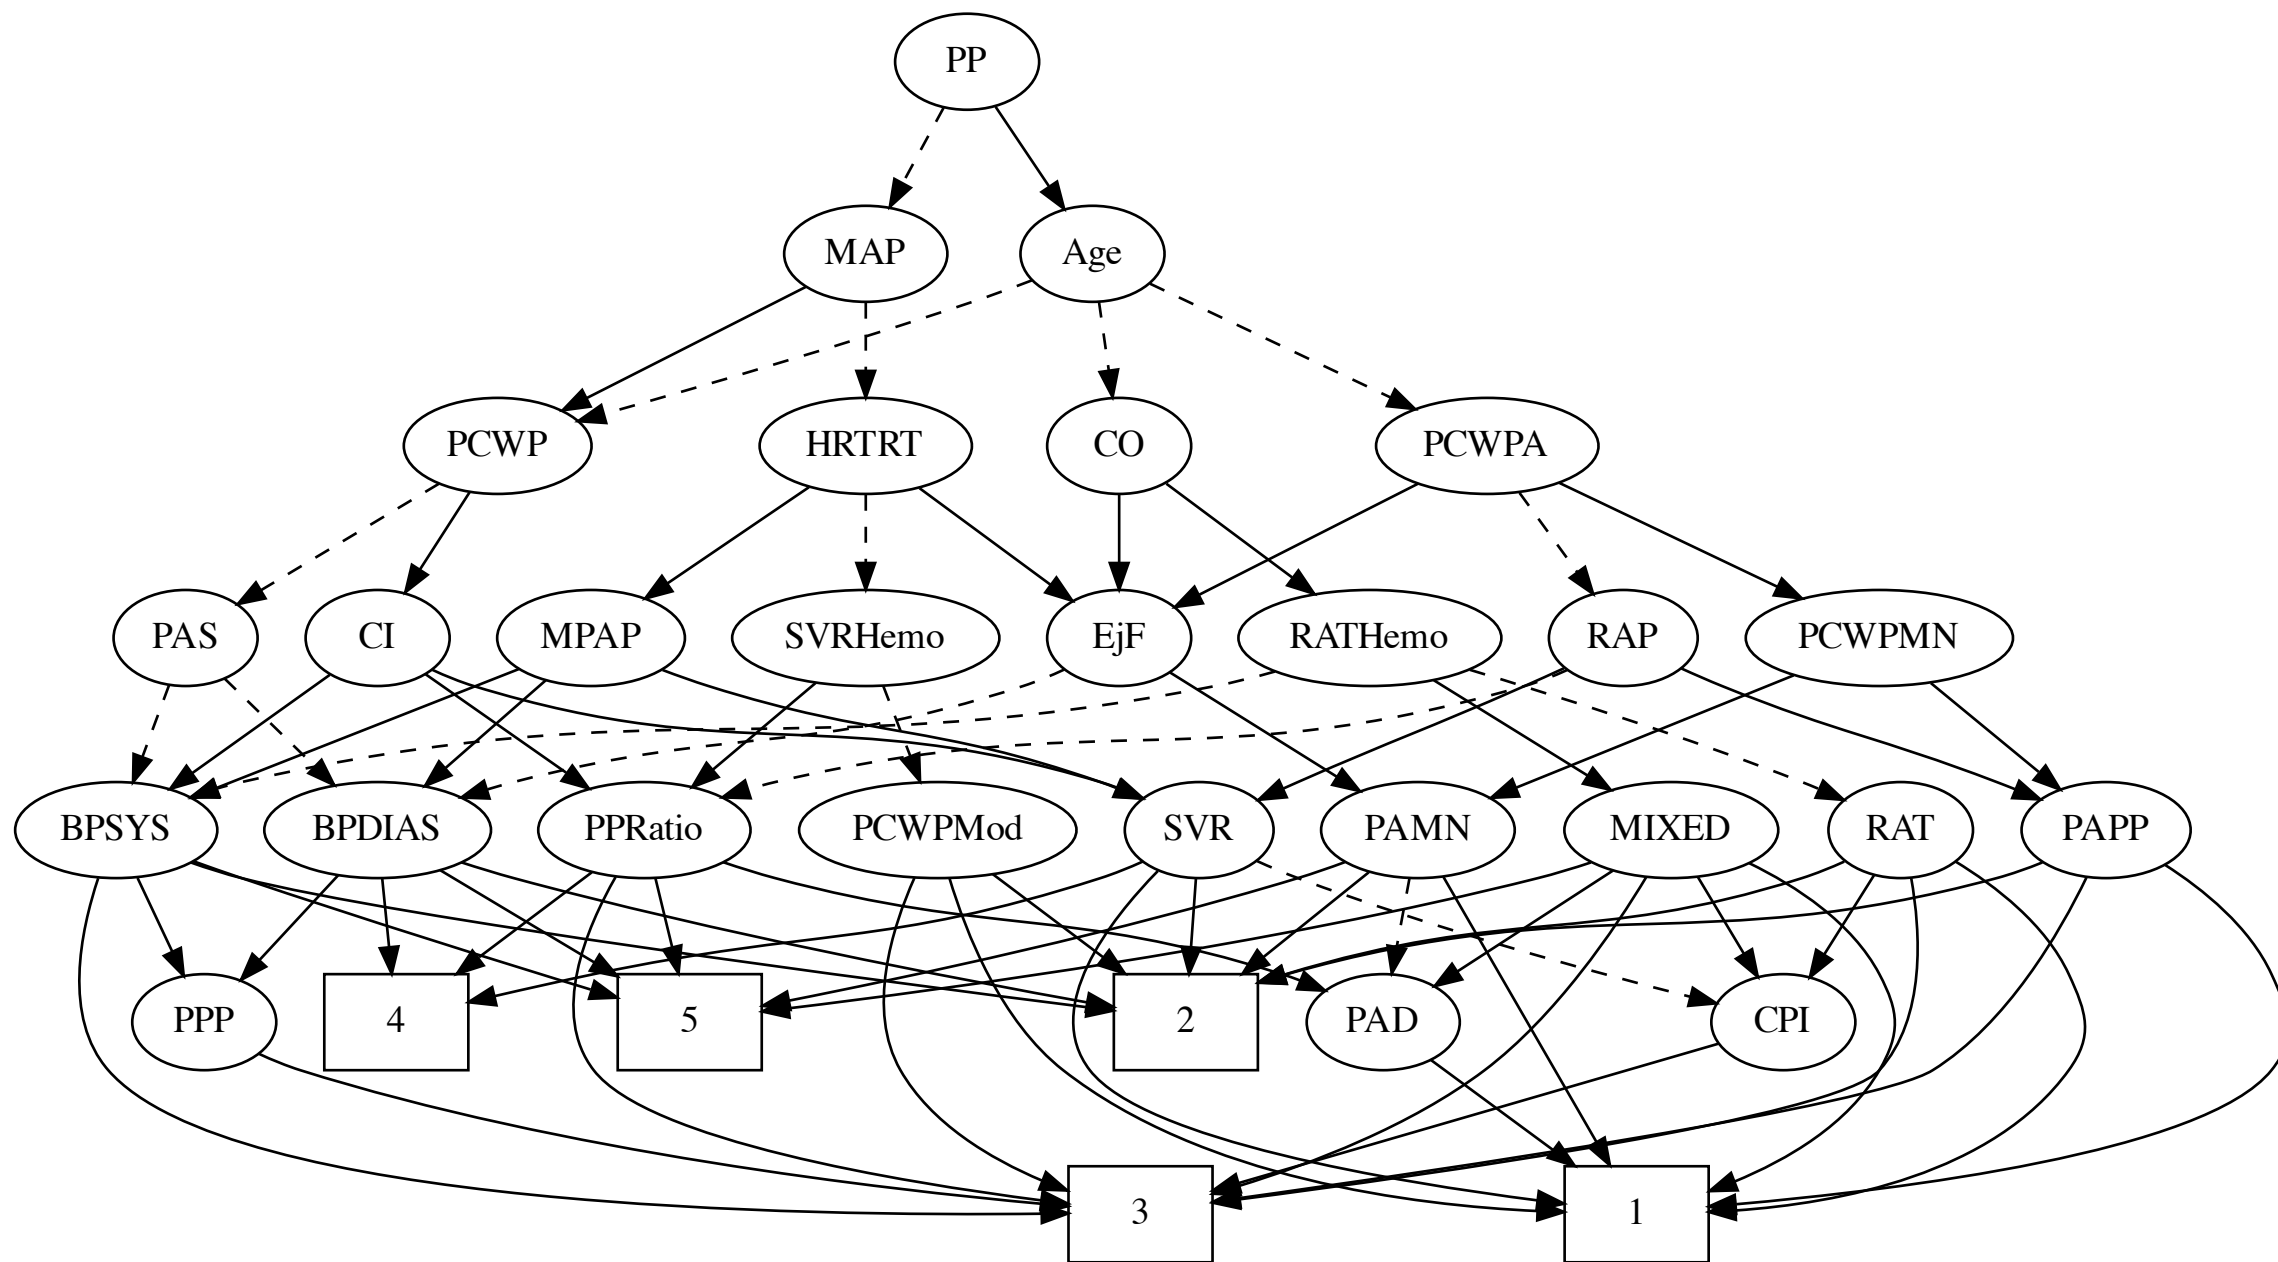 PP
MAP
Age
PCWP
HRTRT
CO
PCWPA
PAS
CI
MPAP
SVRHemo
EjF
RATHemo
RAP
PCWPMN
BPSYS
BPDIAS
PPRatio
PCWPMod
SVR
PAMN
MIXED
RAT
PAPP
PPP
4
5
2
PAD
CPI
3
1